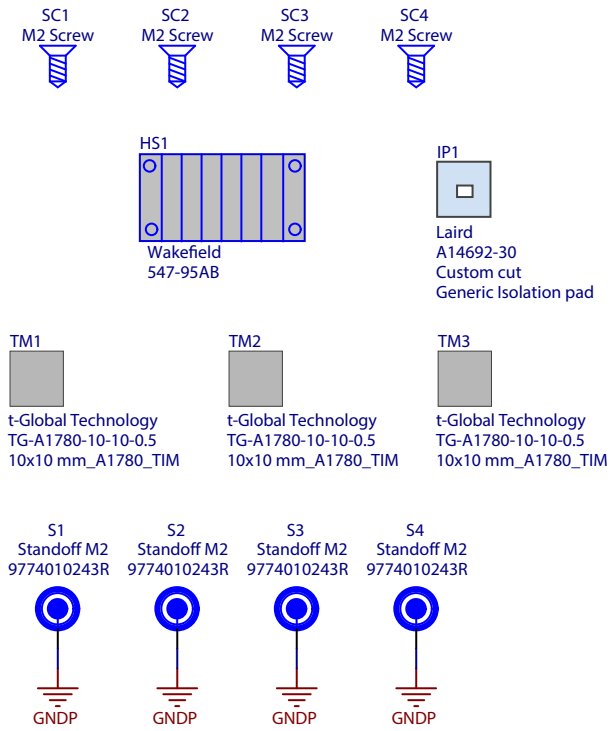 SC1
M2 Screw
SC2
M2 Screw
SC3
M2 Screw
SC4
M2 Screw
HS1
Wakefield
547-95AB
IP1
Laird
A14692-30
Custom cut
Generic Isolation pad
TM1
t-Global Technology
TG-A1780-10-10-0.5
10x10 mm_A1780_TIM
TM2
t-Global Technology
TG-A1780-10-10-0.5
10x10 mm_A1780_TIM
TM3
t-Global Technology
TG-A1780-10-10-0.5
10x10 mm_A1780_TIM
S1
Standoff M2
9774010243R
GNDP
S2
Standoff M2
9774010243R
GNDP
S3
Standoff M2
9774010243R
GNDP
S4
Standoff M2
9774010243R
GNDP